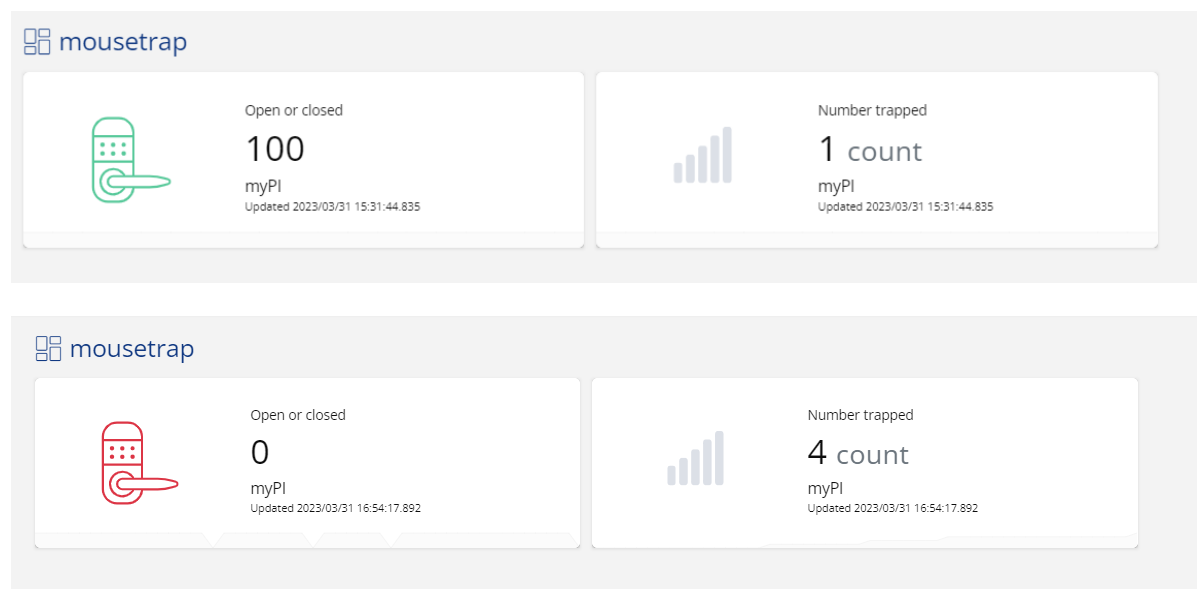 mousetrap
Open or closed
100
myPI
Updated 2023/03/31 15:31:44.835
Number trapped
1 count
myPI
Updated 2023/03/31 15:31:44.835
mousetrap
Open or closed
0
myPI
Updated 2023/03/31 16:54:17.892
Number trapped
4 count
myPI
Updated 2023/03/31 16:54:17.892